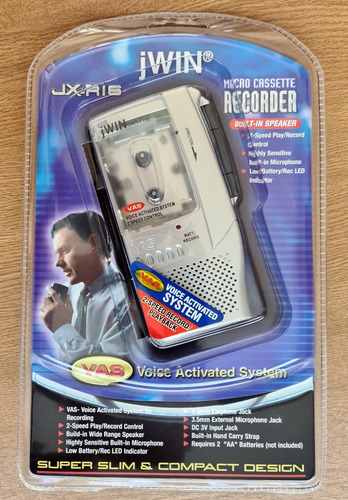 jWIN®
JX-R16
MICRO CASSETTE
RECORDER
BUILT-IN SPEAKER
2-Speed Play/Record
Control
Highly Sensitive
Built-in Microphone
Low Battery/Rec LED
Indicator
jWIN
VAS
VOICE ACTIVATED SYSTEM
2 SPEED CONTROL
BATT/
RECORD
VAS
VOICE ACTIVATED
SYSTEM
2-SPEED RECORD
PLAYBACK
VAS Voice Activated System
VAS- Voice Activated System for
Recording
2-Speed Play/Record Control
Build-in Wide Range Speaker
Highly Sensitive Built-in Microphone
Low Battery/Rec LED Indicator
3.5mm Earphone Jack
3.5mm External Microphone Jack
DC 3V Input Jack
Built-in Hand Carry Strap
Requires 2 "AA" Batteries (not included)
SUPER SLIM & COMPACT DESIGN